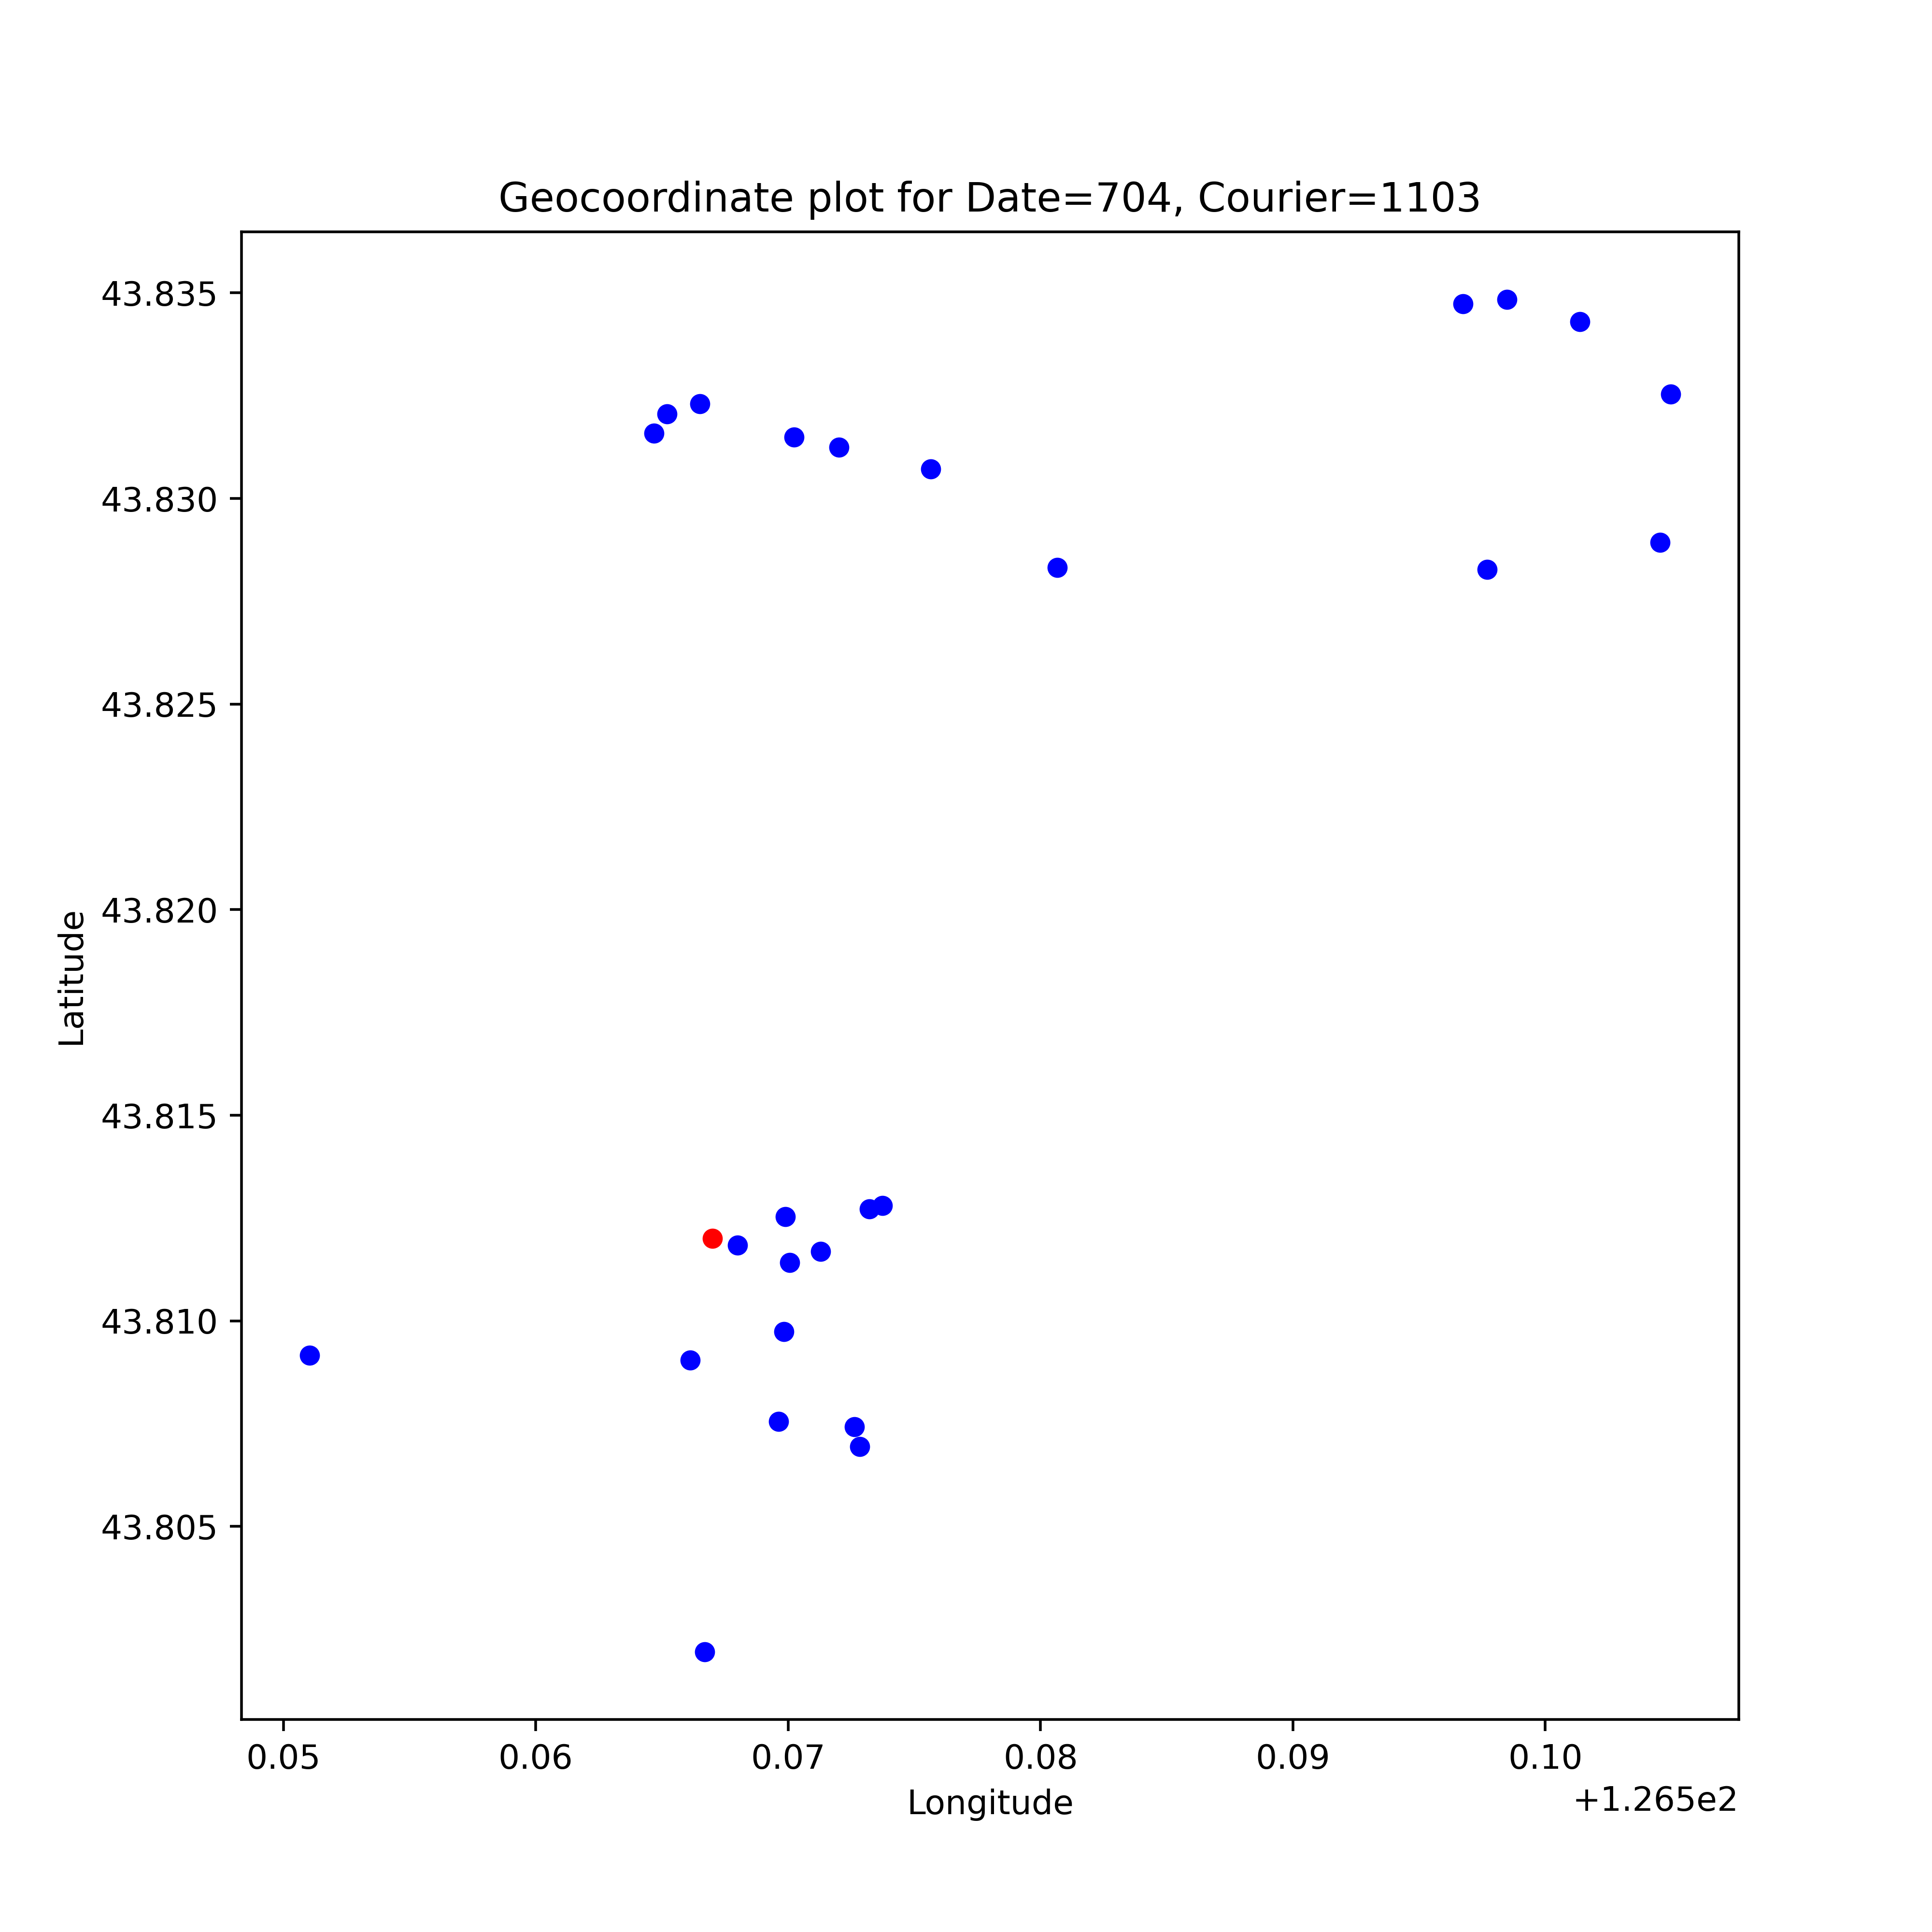 Geocoordinate plot for Date=704, Courier=1103
43.835
43.830
43.825
43.820
43.815
43.810
43.805
Latitude
0.05 0.06 0.07 0.08 0.09 0.10
Longitude
+1.265e2